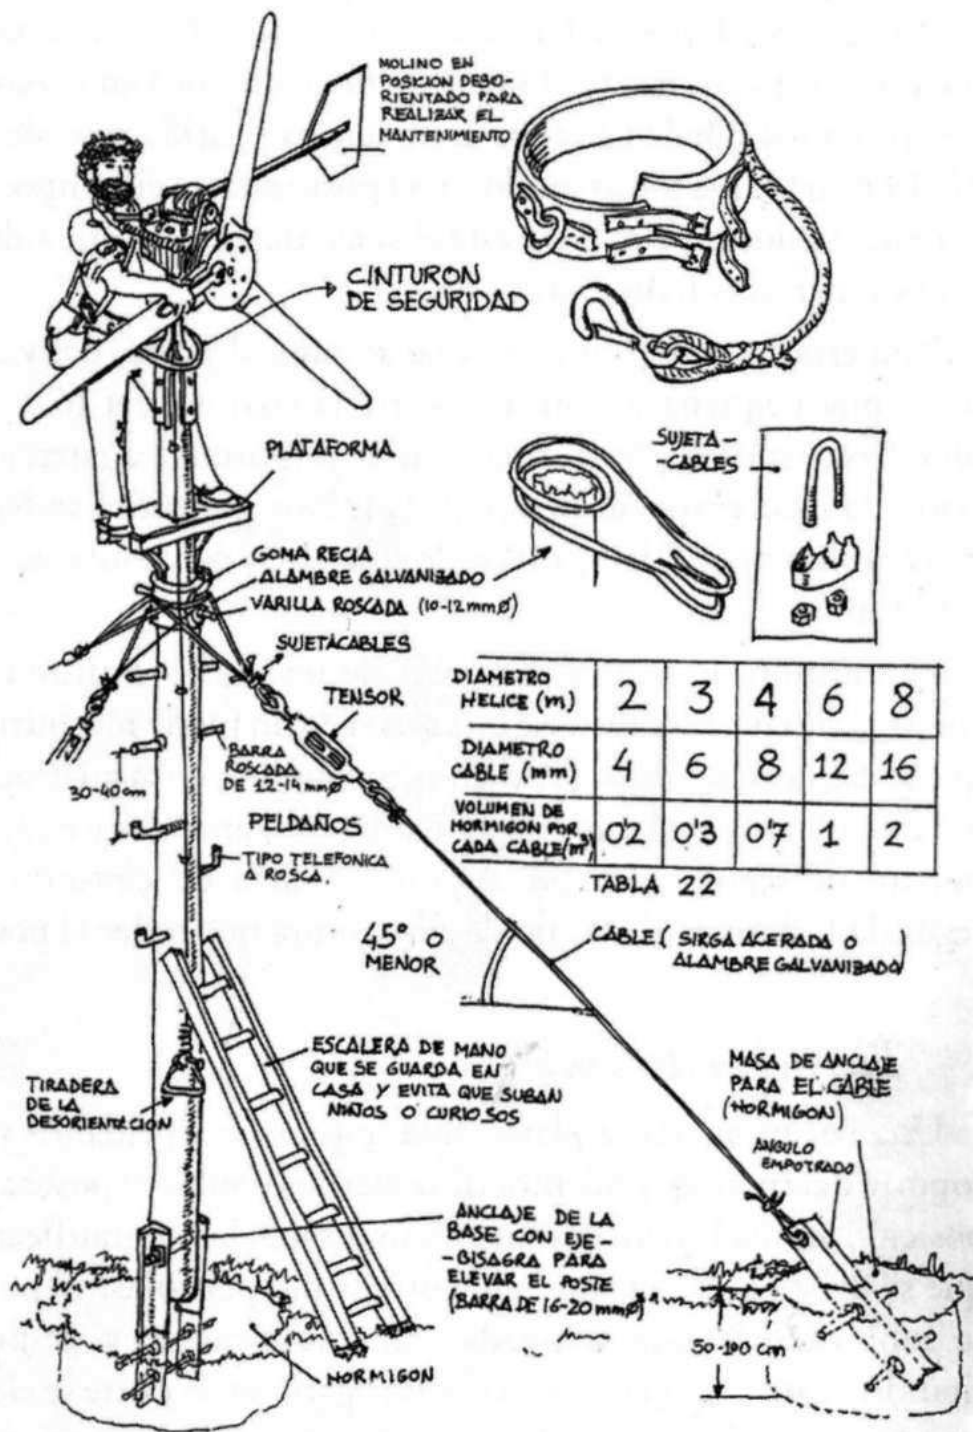 MOLINO EN
POSICION DESO-
RIENTADO PARA
REALIZAR EL
MANTENIMIENTO
CINTURON
DE SEGURIDAD
PLATAFORMA
SUJETA-
-CABLES
GOMA RECIA
ALAMBRE GALVANIZADO
VARILLA ROSCADA (10-12mmø)
SUJETACABLES
TENSOR
BARRA
ROSCADA
DE 12-14mmø
30-40cm
PELDAÑOS
TIPO TELEFONICA
A ROSCA.
DIAMETRO
HELICE (m) 2 3 4 6 8
DIAMETRO
CABLE (mm) 4 6 8 12 16
VOLUMEN DE
HORMIGON POR
CADA CABLE(m³) 0'2 0'3 0'7 1 2
TABLA 22
45° O
MENOR
CABLE (SIRGA ACERADA O
ALAMBRE GALVANIZADO)
ESCALERA DE MANO
QUE SE GUARDA EN
CASA Y EVITA QUE SUBAN
NIÑOS O CURIOSOS
TIRADERA
DE LA
DESORIENTACIÓN
MASA DE ANCLAJE
PARA EL CABLE
(HORMIGON)
ANGULO
EMPOTRADO
ANCLAJE DE LA
BASE CON EJE-
-BISAGRA PARA
ELEVAR EL POSTE
(BARRA DE 16-20mmø)
50-100 cm
HORMIGON